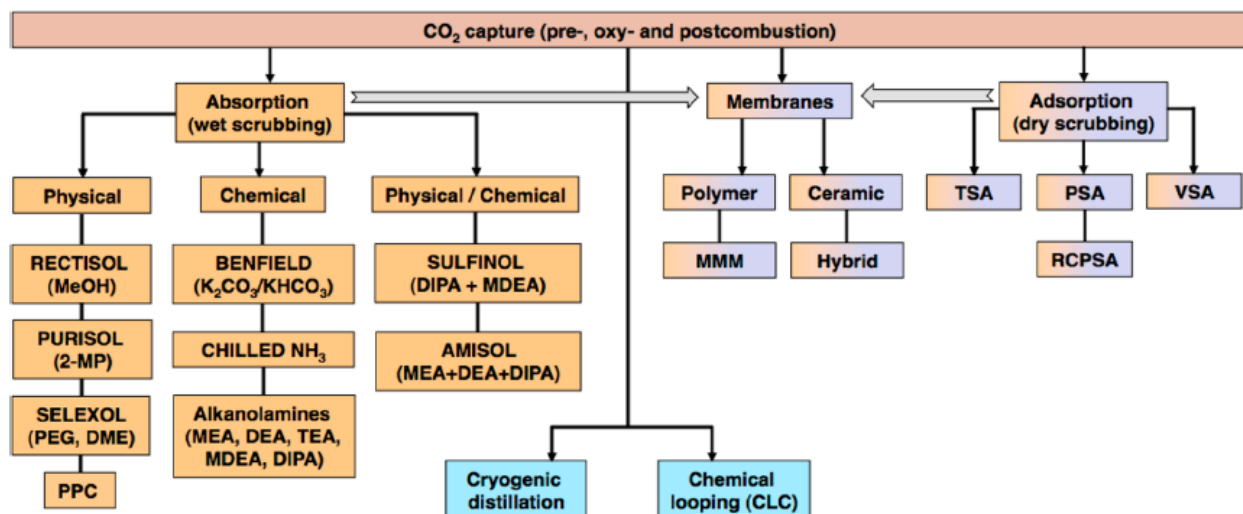 CO₂ capture (pre-, oxy- and postcombustion)
Absorption
(wet scrubbing)
Membranes
Adsorption
(dry scrubbing)
Physical
Chemical
Physical / Chemical
Polymer
Ceramic
TSA
PSA
VSA
RECTISOL
(MeOH)
BENFIELD
(K₂CO₃/KHCO₃)
SULFINOL
(DIPA + MDEA)
MMM
Hybrid
RCPSA
PURISOL
(2-MP)
CHILLED NH₃
AMISOL
(MEA+DEA+DIPA)
SELEXOL
(PEG, DME)
Alkanolamines
(MEA, DEA, TEA,
MDEA, DIPA)
PPC
Cryogenic
distillation
Chemical
looping (CLC)